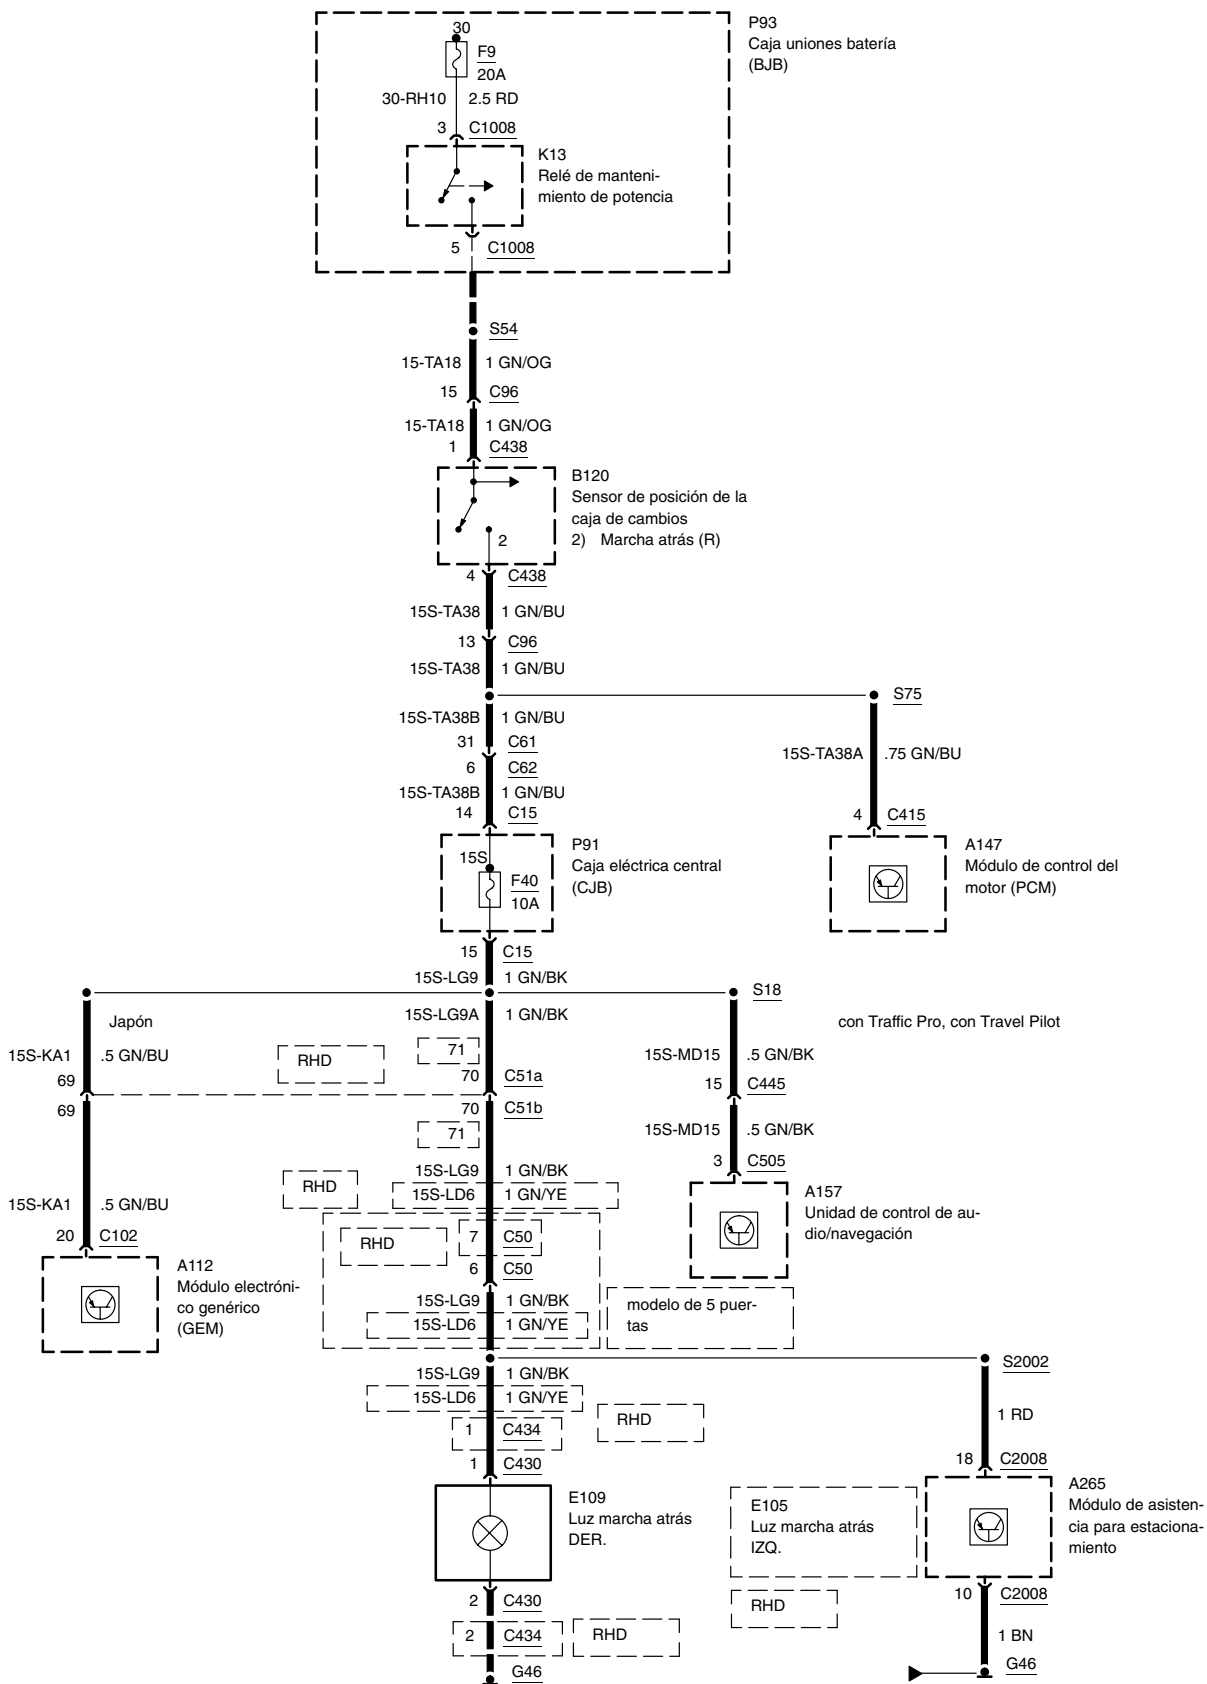 P93
Caja uniones batería
(BJB)
30
F9
20A
30-RH10 2.5 RD
3 C1008
K13
Relé de manteni-
miento de potencia
5 C1008
S54
15-TA18 1 GN/OG
15 C96
15-TA18 1 GN/OG
1 C438
B120
Sensor de posición de la
caja de cambios
2) Marcha atrás (R)
2
4 C438
15S-TA38 1 GN/BU
13 C96
15S-TA38 1 GN/BU
S75
15S-TA38B 1 GN/BU
31 C61
15S-TA38A .75 GN/BU
6 C62
15S-TA38B 1 GN/BU
14 C15
4 C415
P91
Caja eléctrica central
(CJB)
15S
F40
10A
A147
Módulo de control del
motor (PCM)
15 C15
15S-LG9 1 GN/BK
S18
Japón
15S-LG9A 1 GN/BK
con Traffic Pro, con Travel Pilot
15S-KA1 .5 GN/BU
RHD
71
15S-MD15 .5 GN/BK
69
70 C51a
15 C445
69
70 C51b
71
15S-MD15 .5 GN/BK
3 C505
15S-LG9 1 GN/BK
RHD
15S-LD6 1 GN/YE
A157
Unidad de control de au-
dio/navegación
15S-KA1 .5 GN/BU
20 C102
RHD
7 C50
6 C50
A112
Módulo electróni-
co genérico
(GEM)
15S-LG9 1 GN/BK
15S-LD6 1 GN/YE
modelo de 5 puer-
tas
S2002
15S-LG9 1 GN/BK
15S-LD6 1 GN/YE
1 C434
RHD
1 RD
1 C430
18 C2008
E109
Luz marcha atrás
DER.
E105
Luz marcha atrás
IZQ.
A265
Módulo de asisten-
cia para estaciona-
miento
2 C430
10 C2008
RHD
2 C434
RHD
1 BN
G46
G46